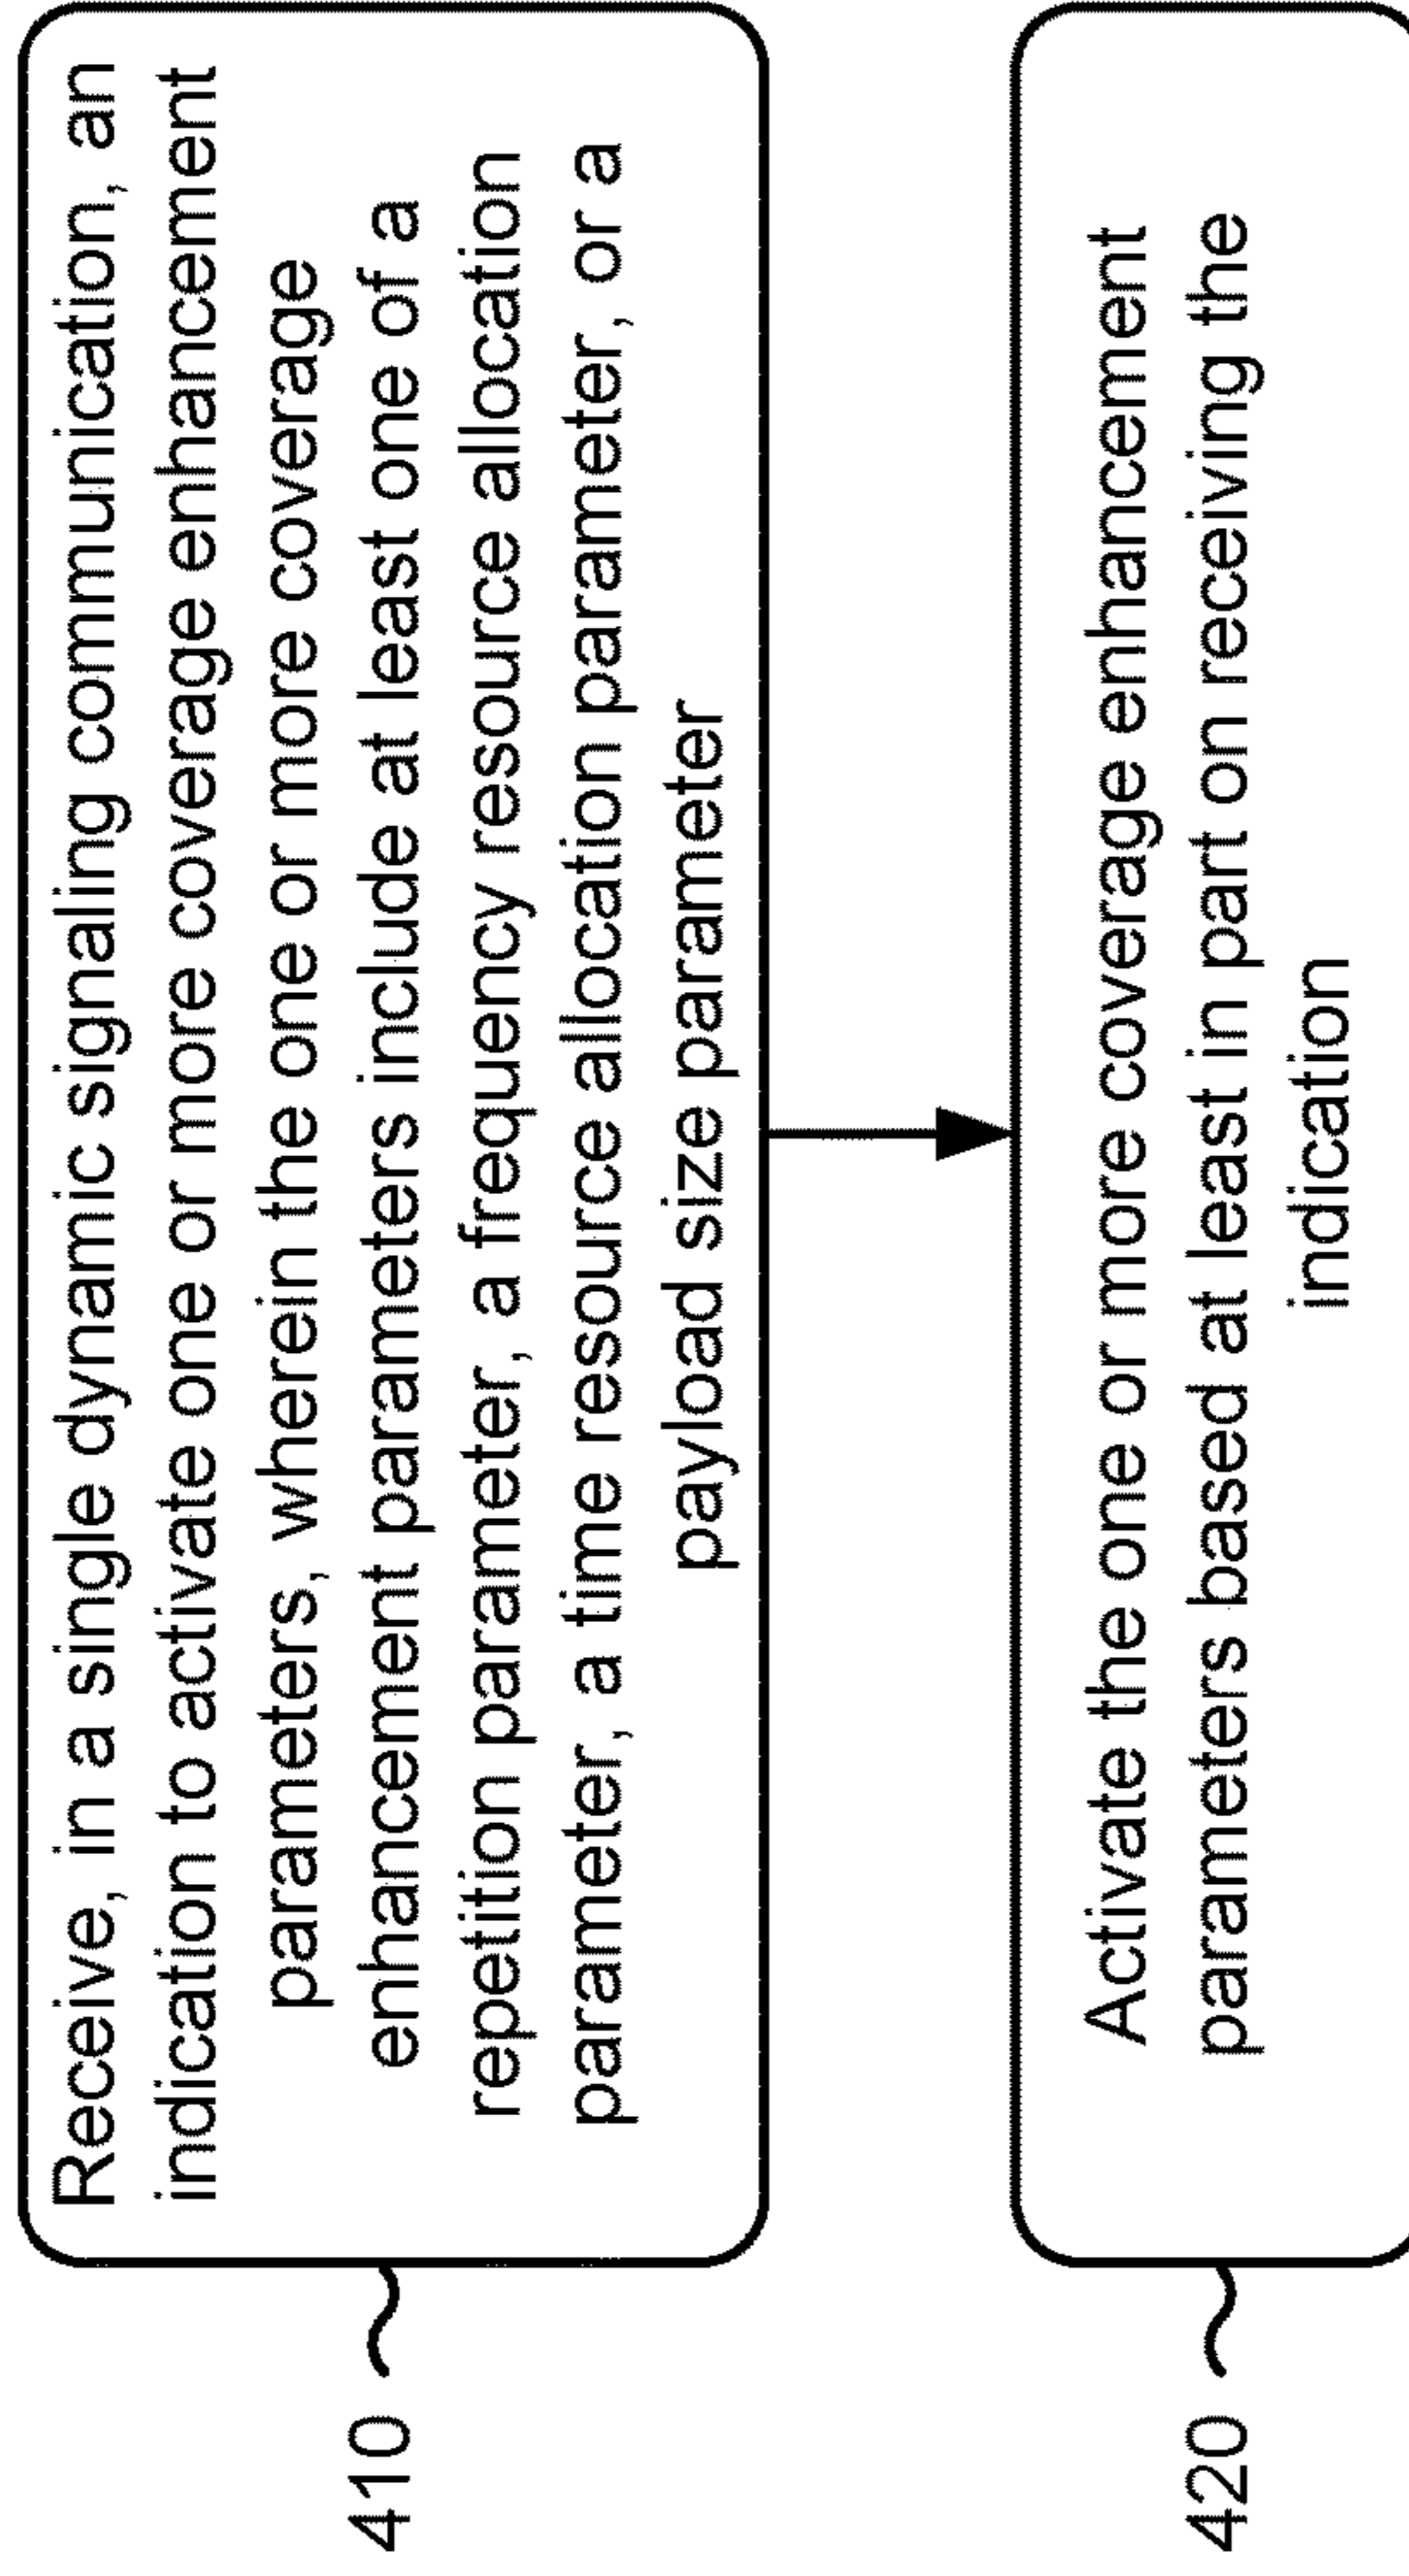 410
Receive, in a single dynamic signaling communication, an
indication to activate one or more coverage enhancement
parameters, wherein the one or more coverage
enhancement parameters include at least one of a
repetition parameter, a frequency resource allocation
parameter, a time resource allocation parameter, or a
payload size parameter
420
Activate the one or more coverage enhancement
parameters based at least in part on receiving the
indication